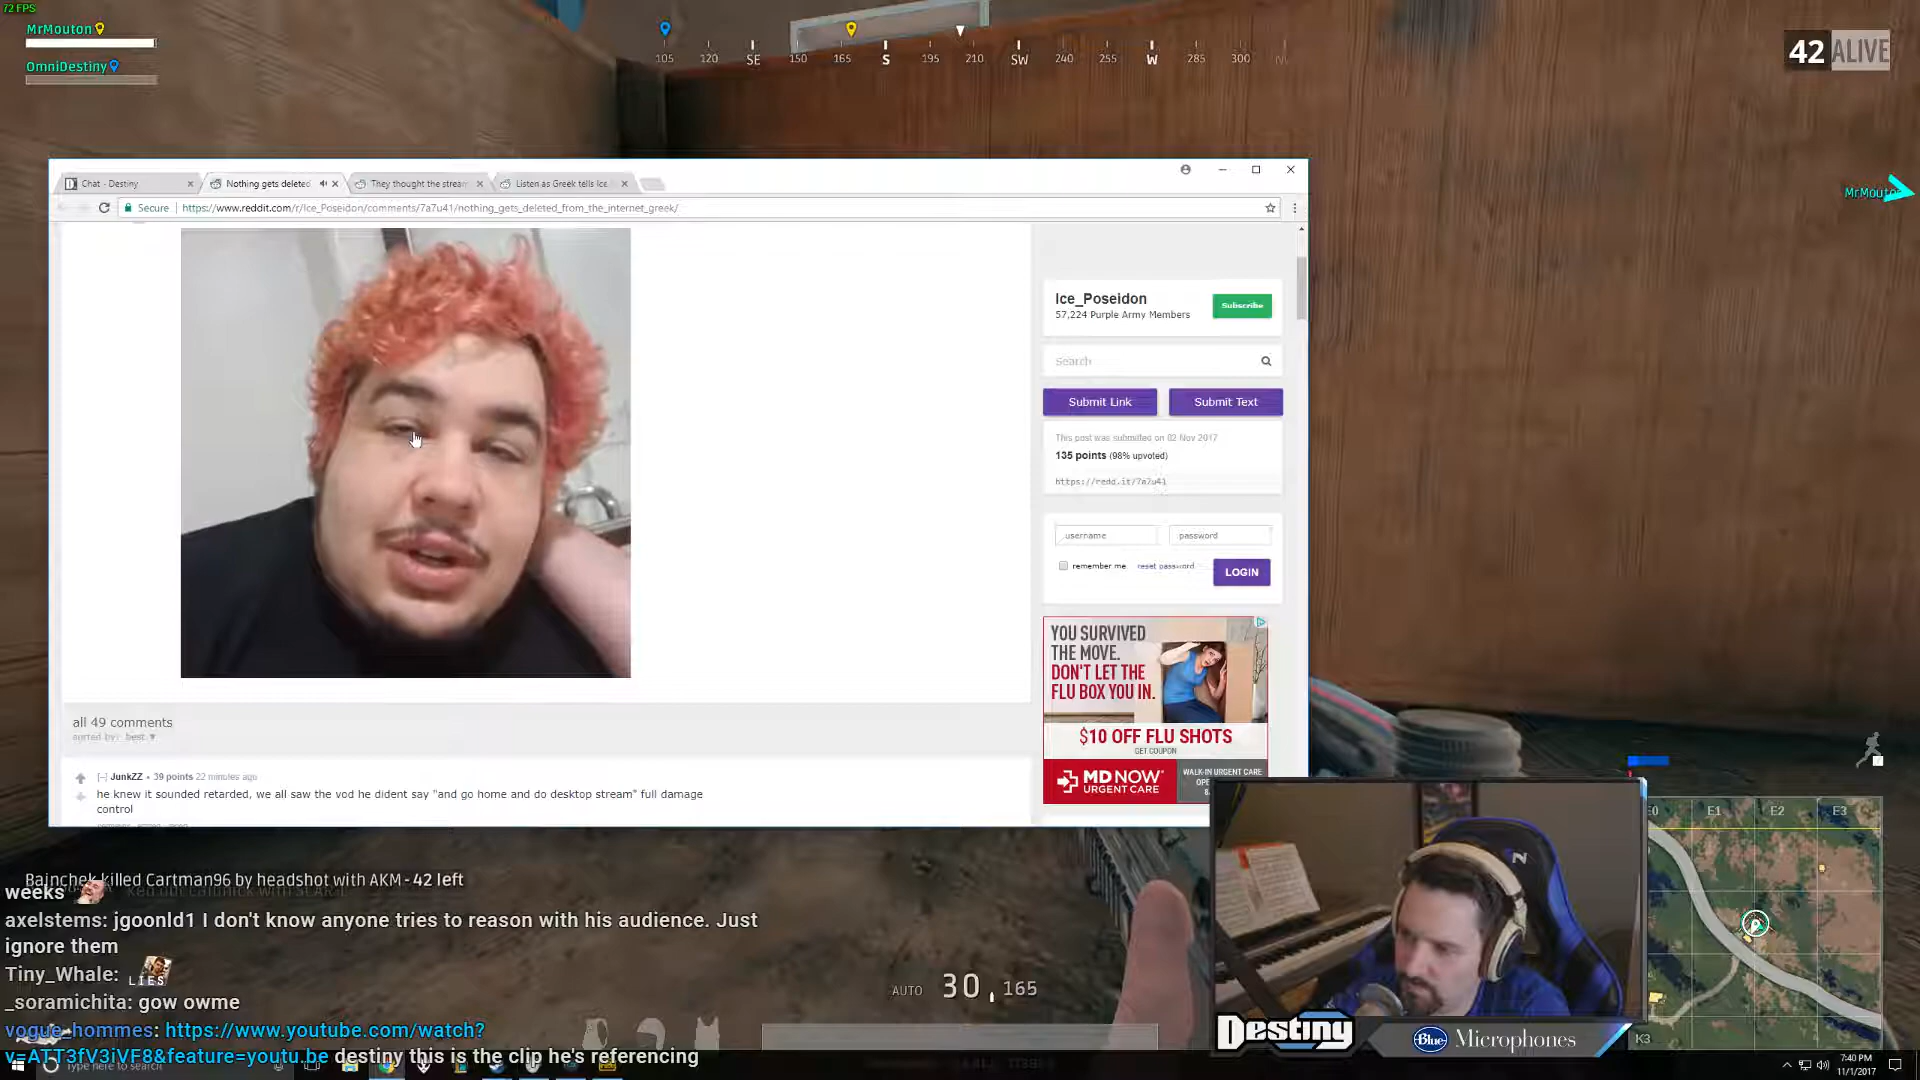 72 FPS
MrMouton
OmniDestiny
105 120 SE 150 165 S 195 210 SW 240 255 W 285 300
42 ALIVE
MrMouton
Chat - Destiny
Nothing gets deleted
They thought the stream
Listen as Greek tells Ice
Secure https://www.reddit.com/r/Ice_Poseidon/comments/7a7u41/nothing_gets_deleted_from_the_internet_greek/
Ice_Poseidon
57,224 Purple Army Members
Subscribe
Search
Submit Link
Submit Text
This post was submitted on 02 Nov 2017
135 points (98% upvoted)
https://redd.it/7a7u41
username
password
remember me
reset password
LOGIN
YOU SURVIVED
THE MOVE.
DON'T LET THE
FLU BOX YOU IN.
$10 OFF FLU SHOTS
GET COUPON
MD NOW
URGENT CARE
WALK-IN URGENT CARE
all 49 comments
sorted by: best
[-] JunkZZ • 39 points 22 minutes ago
he knew it sounded retarded, we all saw the vod he dident say "and go home and do desktop stream" full damage
control
Bainchek killed Cartman96 by headshot with AKM - 42 left
weeks
axelstems: jgoonld1 I don't know anyone tries to reason with his audience. Just
ignore them
Tiny_Whale: LIES
_soramichita: gow owme
vogue_hommes: https://www.youtube.com/watch?
v=ATT3fV3iVF8&feature=youtu.be destiny this is the clip he's referencing
AUTO 30 165
E1 E2 E3
K3
N
Destiny
Blue Microphones
Type here to search
7:40 PM
11/1/2017